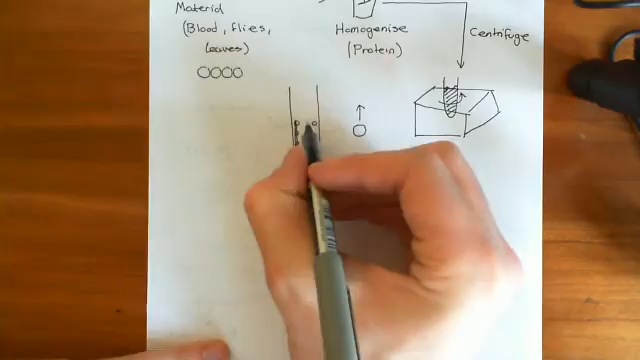 Material
(Blood, flies,
leaves)
Homogenise
(Protein)
Centrifuge